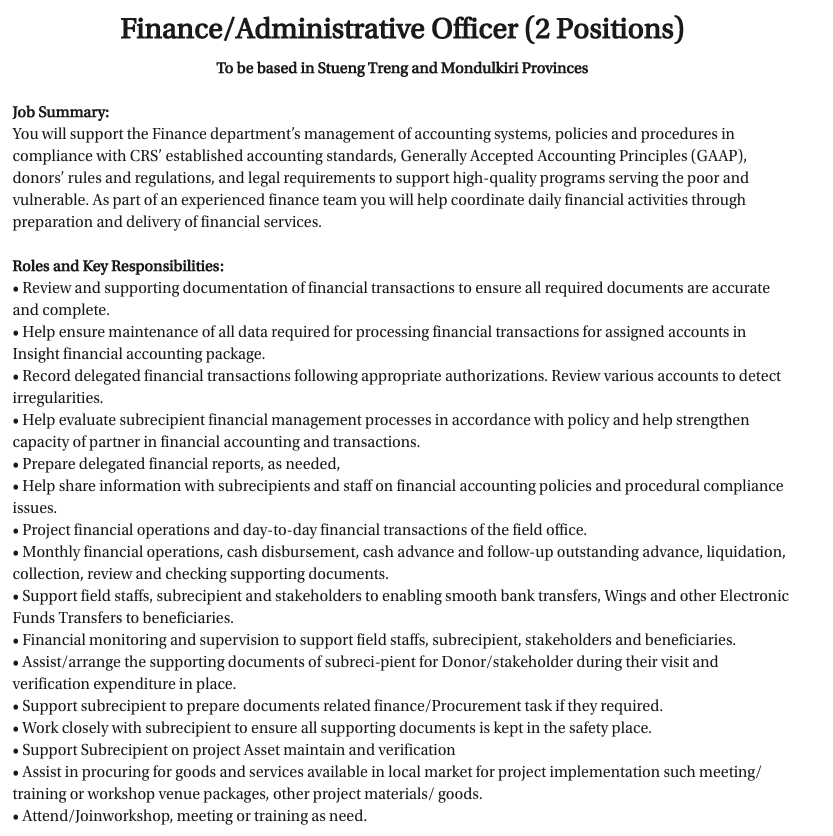 Finance/Administrative Officer (2 Positions)
To be based in Stueng Treng and Mondulkiri Provinces
Job Summary:
You will support the Finance department's management of accounting systems, policies and procedures in
compliance with CRS' established accounting standards, Generally Accepted Accounting Principles (GAAP),
donors' rules and regulations, and legal requirements to support high-quality programs serving the poor and
vulnerable. As part of an experienced finance team you will help coordinate daily financial activities through
preparation and delivery of financial services.
Roles and Key Responsibilities:
• Review and supporting documentation of financial transactions to ensure all required documents are accurate
and complete.
• Help ensure maintenance of all data required for processing financial transactions for assigned accounts in
Insight financial accounting package.
• Record delegated financial transactions following appropriate authorizations. Review various accounts to detect
irregularities.
• Help evaluate subrecipient financial management processes in accordance with policy and help strengthen
capacity of partner in financial accounting and transactions.
• Prepare delegated financial reports, as needed,
• Help share information with subrecipients and staff on financial accounting policies and procedural compliance
issues.
• Project financial operations and day-to-day financial transactions of the field office.
• Monthly financial operations, cash disbursement, cash advance and follow-up outstanding advance, liquidation,
collection, review and checking supporting documents.
• Support field staffs, subrecipient and stakeholders to enabling smooth bank transfers, Wings and other Electronic
Funds Transfers to beneficiaries.
• Financial monitoring and supervision to support field staffs, subrecipient, stakeholders and beneficiaries.
• Assist/arrange the supporting documents of subreci-pient for Donor/stakeholder during their visit and
verification expenditure in place.
• Support subrecipient to prepare documents related finance/Procurement task if they required.
• Work closely with subrecipient to ensure all supporting documents is kept in the safety place.
• Support Subrecipient on project Asset maintain and verification
• Assist in procuring for goods and services available in local market for project implementation such meeting/
training or workshop venue packages, other project materials/ goods.
• Attend/Joinworkshop, meeting or training as need.